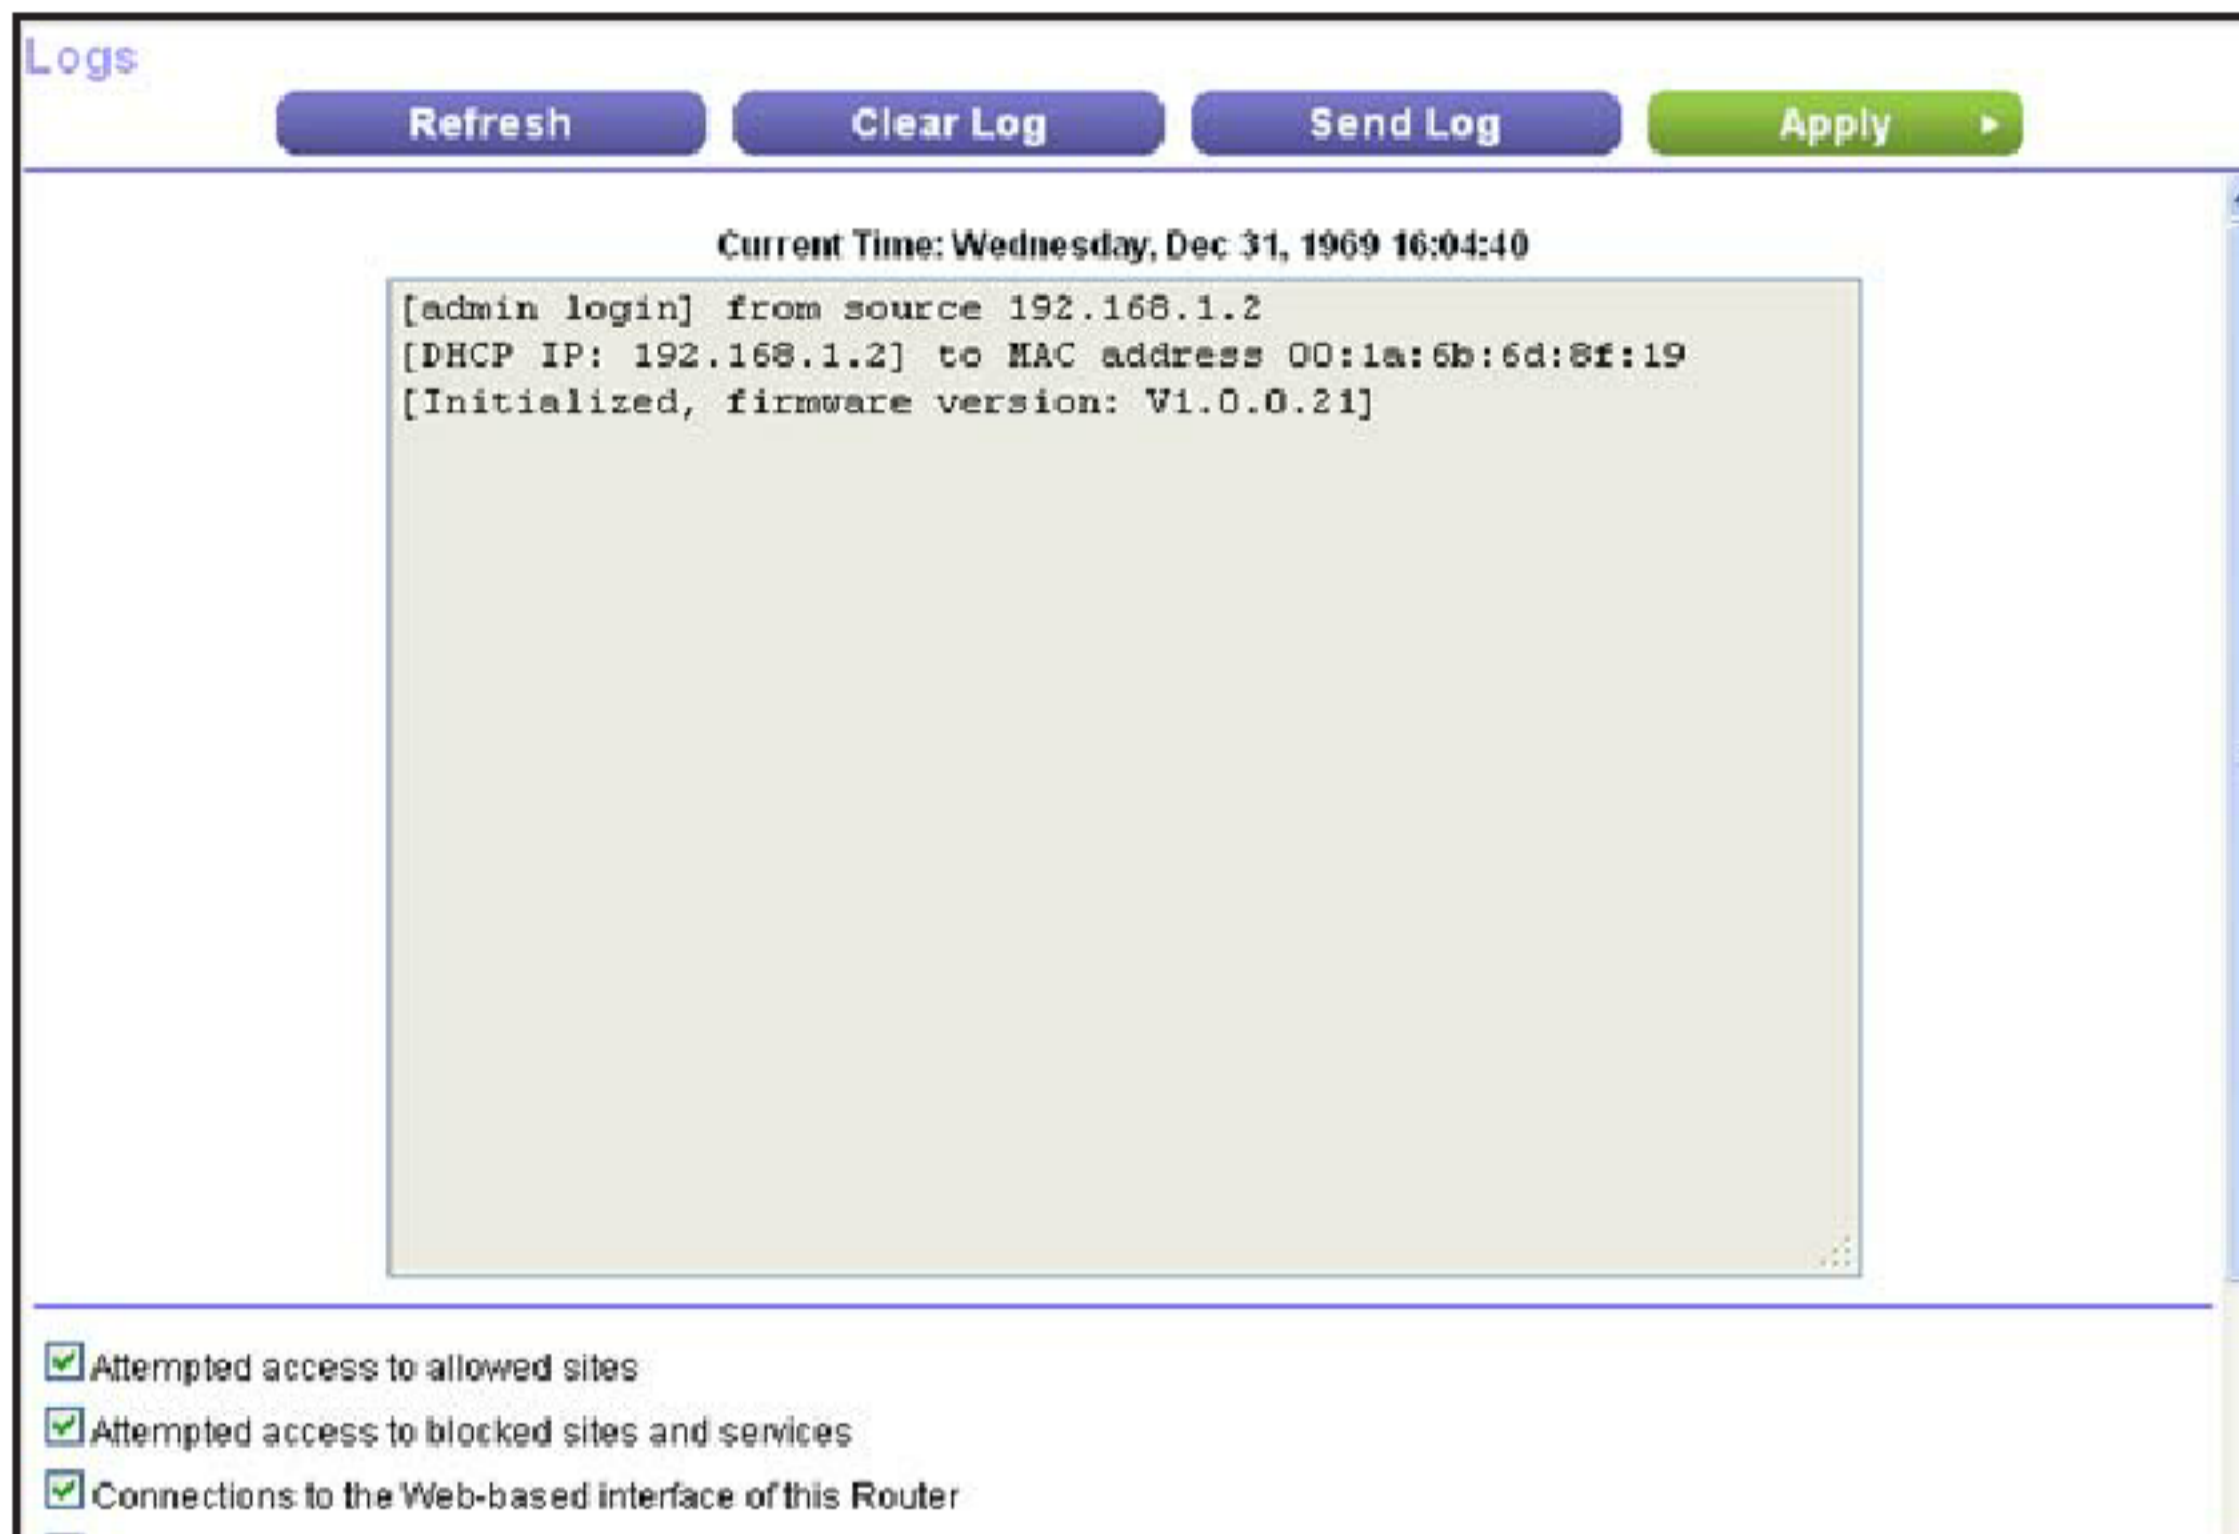 Logs
Refresh Clear Log Send Log Apply
Current Time: Wednesday, Dec 31, 1969 16:04:40
[admin login] from source 192.168.1.2
[DHCP IP: 192.168.1.2] to MAC address 00:1a:6b:6d:8f:19
[Initialized, firmware version: V1.0.0.21]
Attempted access to allowed sites
Attempted access to blocked sites and services
Connections to the Web-based interface of this Router